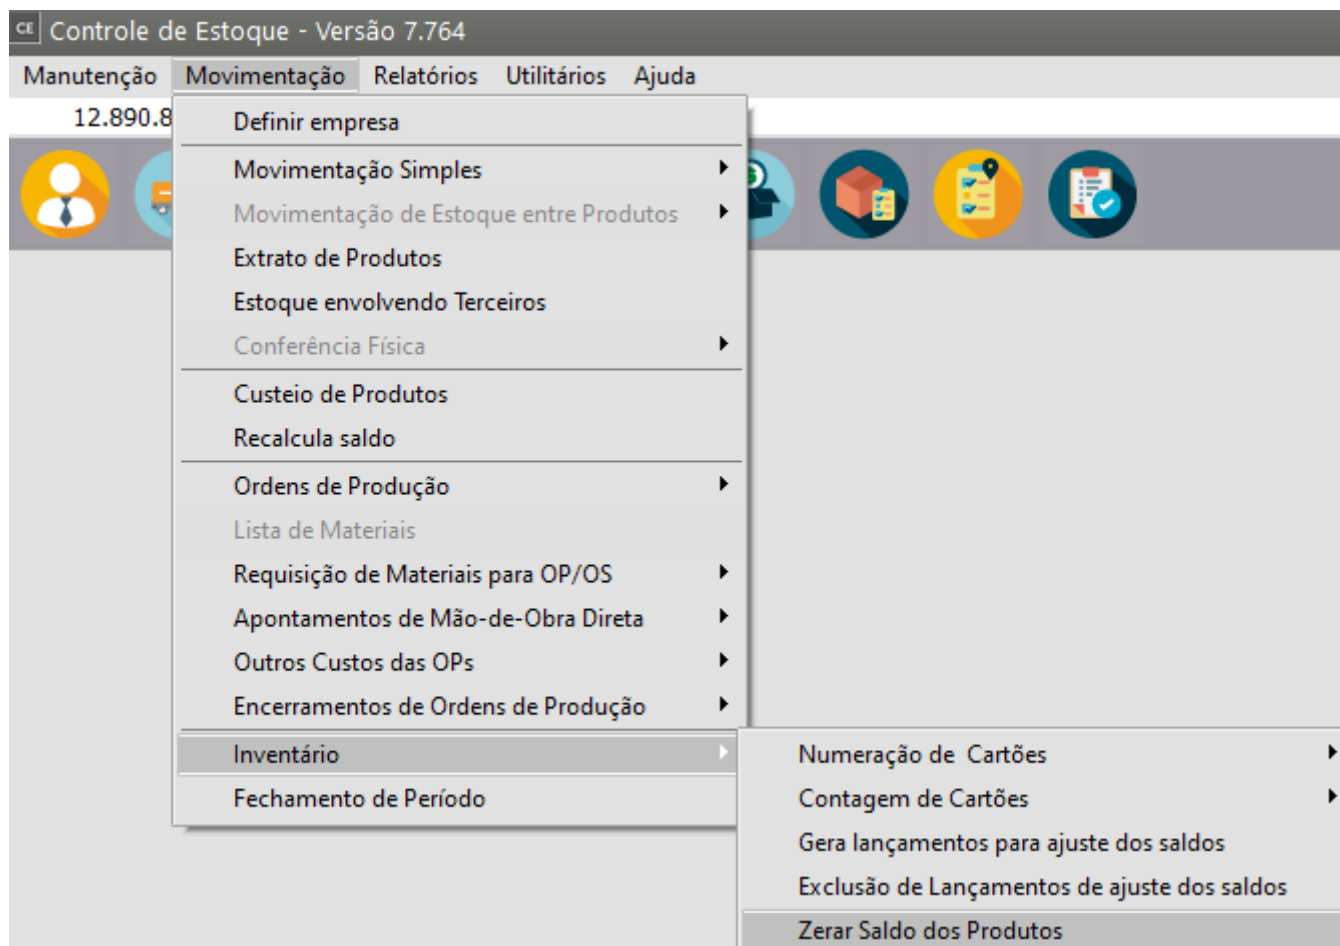 CE Controle de Estoque - Versão 7.764
Manutenção Movimentação Relatórios Utilitários Ajuda
12.890.8
Definir empresa
Movimentação Simples
Movimentação de Estoque entre Produtos
Extrato de Produtos
Estoque envolvendo Terceiros
Conferência Física
Custeio de Produtos
Recalcula saldo
Ordens de Produção
Lista de Materiais
Requisição de Materiais para OP/OS
Apontamentos de Mão-de-Obra Direta
Outros Custos das OPs
Encerramentos de Ordens de Produção
Inventário
Fechamento de Período
Numeração de  Cartões
Contagem de Cartões
Gera lançamentos para ajuste dos saldos
Exclusão de Lançamentos de ajuste dos saldos
Zerar Saldo dos Produtos